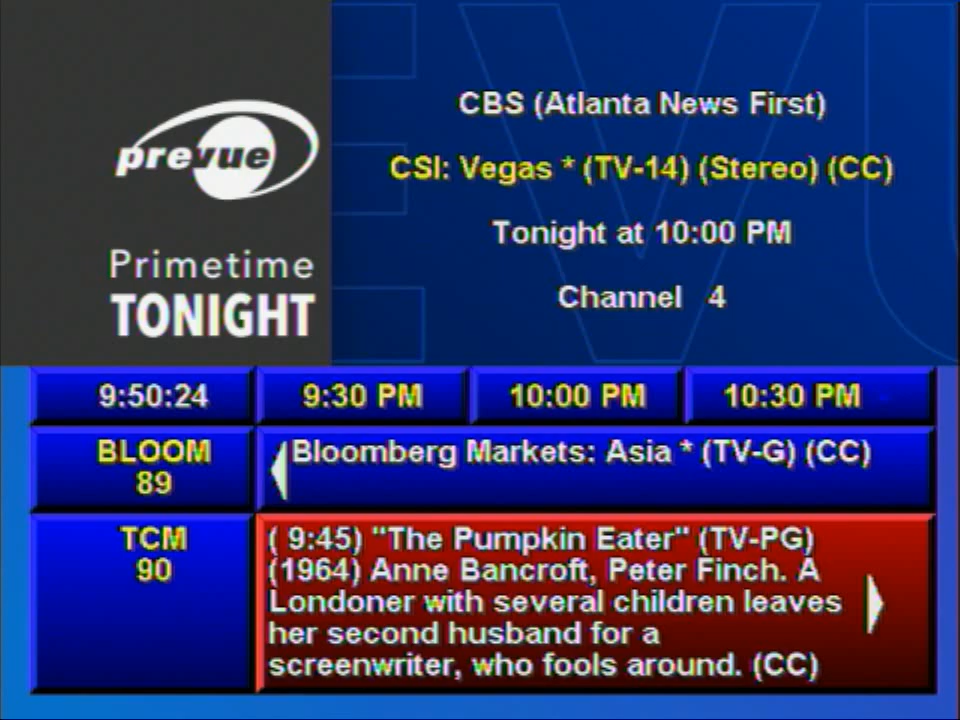 prevue
Primetime
TONIGHT
CBS (Atlanta News First)
CSI: Vegas * (TV-14) (Stereo) (CC)
Tonight at 10:00 PM
Channel 4
9:50:24 9:30 PM 10:00 PM 10:30 PM
BLOOM
89
Bloomberg Markets: Asia * (TV-G) (CC)
TCM
90
( 9:45) "The Pumpkin Eater" (TV-PG)
(1964) Anne Bancroft, Peter Finch. A
Londoner with several children leaves
her second husband for a
screenwriter, who fools around. (CC)